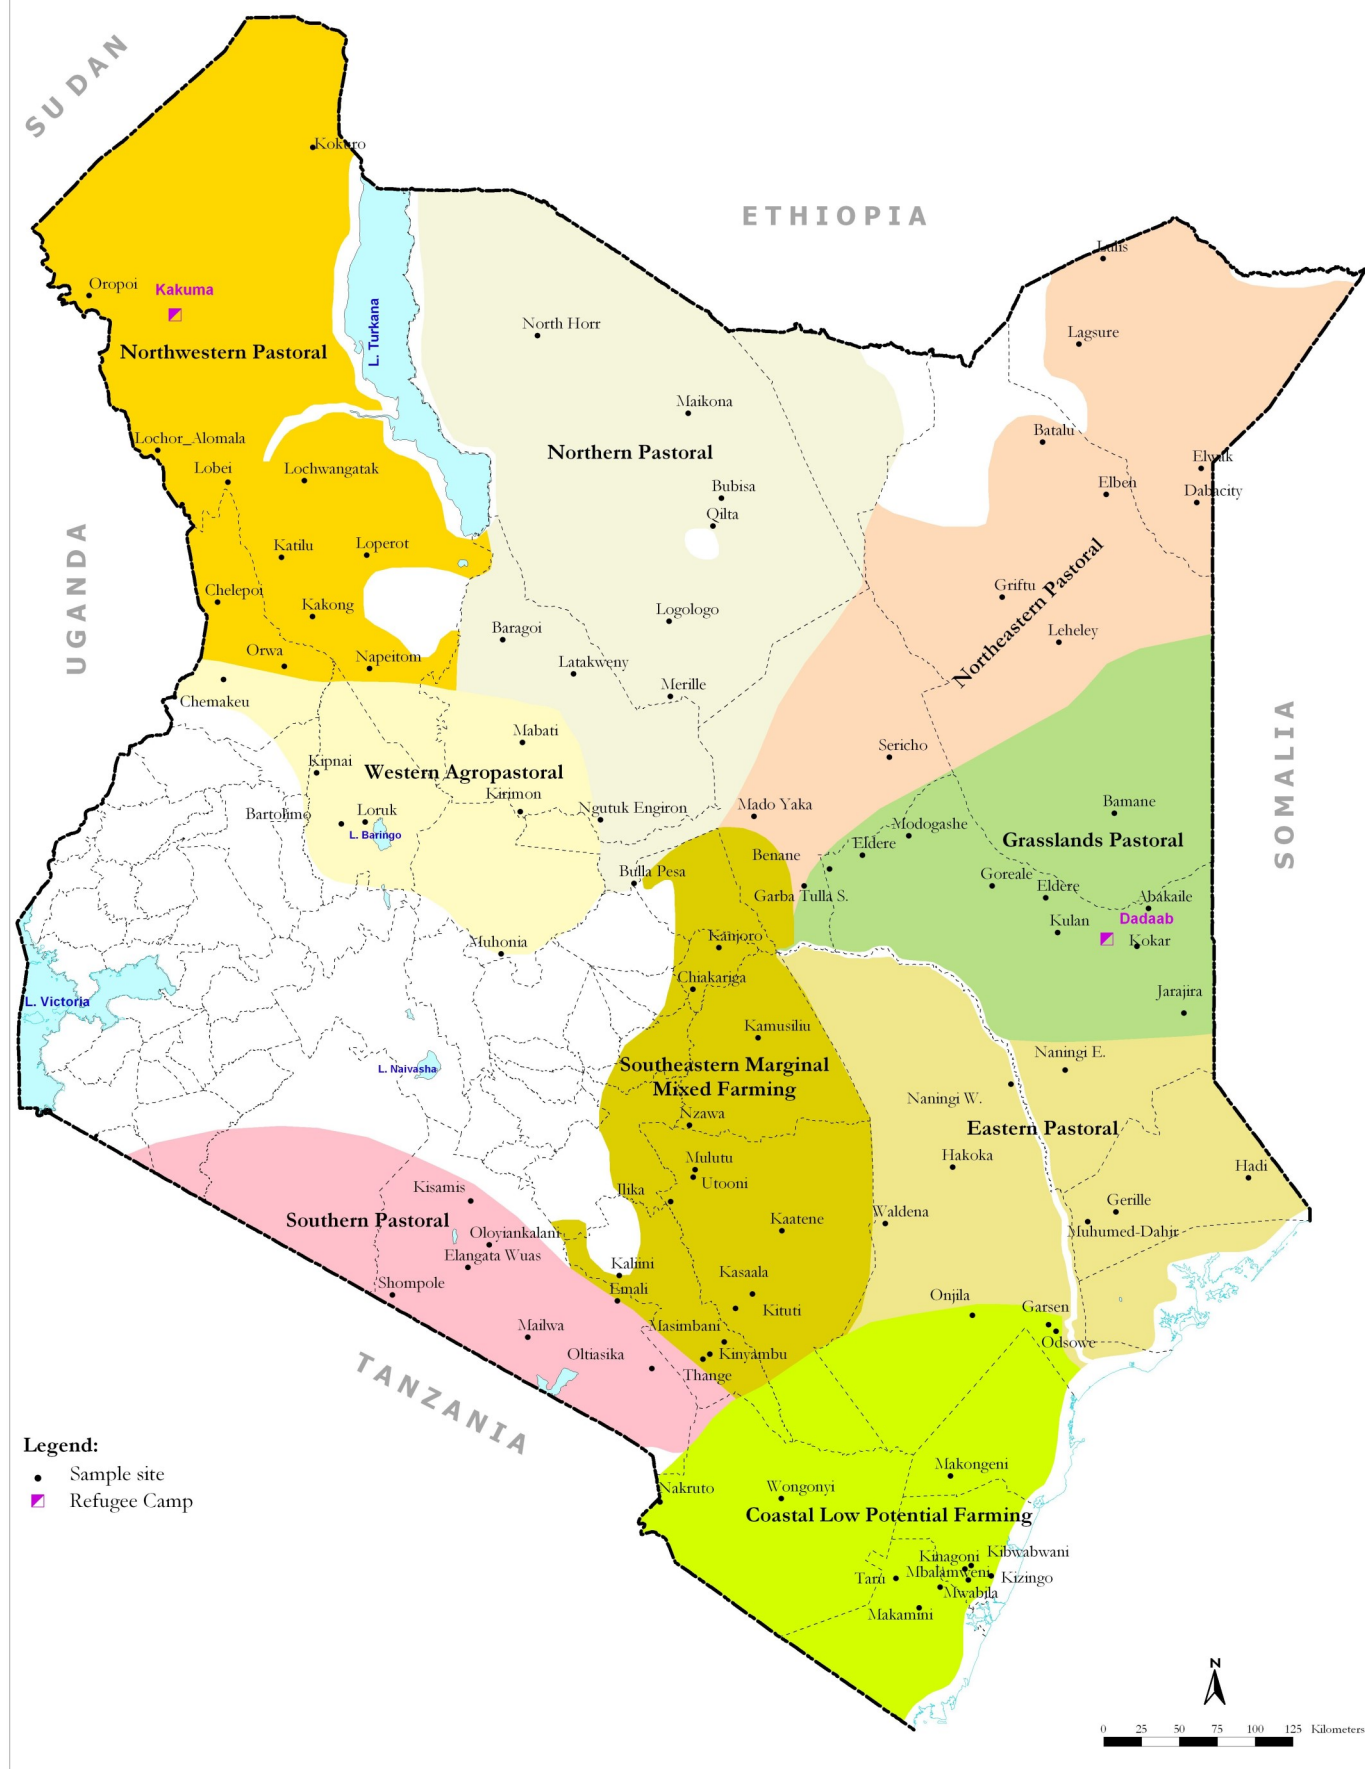 SUDAN
Kokuro
ETHIOPIA
Lulis
Oropoi
Kakuma
L. Turkana
North Horr
Lagsure
Northwestern Pastoral
Maikona
Batalu
Lochor_Alomala
Northern Pastoral
Elwak
Lobei
Lochwangatak
Bubisa
Elben
Dabacity
Qilta
UGANDA
Katilu
Loperot
Northeastern Pastoral
Chelepoi
Kakong
Logologo
Griftu
Baragoi
Leheley
Orwa
Napeitom
Latakweny
Merille
Chemakeu
SOMALIA
Mabati
Sericho
Kipnai
Western Agropastoral
Kirimon
Bartolimo
Loruk
Ngutuk Engiron
Mado Yaka
Bamane
L. Baringo
Modogashe
Grasslands Pastoral
Eldere
Benane
Bulla Pesa
Garba Tulla S.
Goreale
Eldere
Abakaile
Kulan
Dadaab
Kokar
Muhonia
Kanjoro
Chiakariga
L. Victoria
Jarajira
Kamusiliu
L. Naivasha
Southeastern Marginal
Mixed Farming
Naningi E.
Naningi W.
Nzawa
Eastern Pastoral
Mulutu
Hakoka
Hadi
Utooni
Kisamis
Ilika
Gerille
Southern Pastoral
Kaatene
Waldena
Muhumed-Dahir
Oloyiankalani
Elangata Wuas
Kaliini
Shompole
Emali
Kasaala
Kituti
Onjila
Garsen
Mailwa
Masimbani
Odsowe
Oltiasika
Kinyambu
Thange
TANZANIA
Legend:
Sample site
Refugee Camp
Nakruto
Wongonyi
Makongeni
Coastal Low Potential Farming
Kinagoni
Kibwabwani
Taru
Mbalamweni
Kizingo
Mwabila
Makamini
N
0 25 50 75 100 125 Kilometers